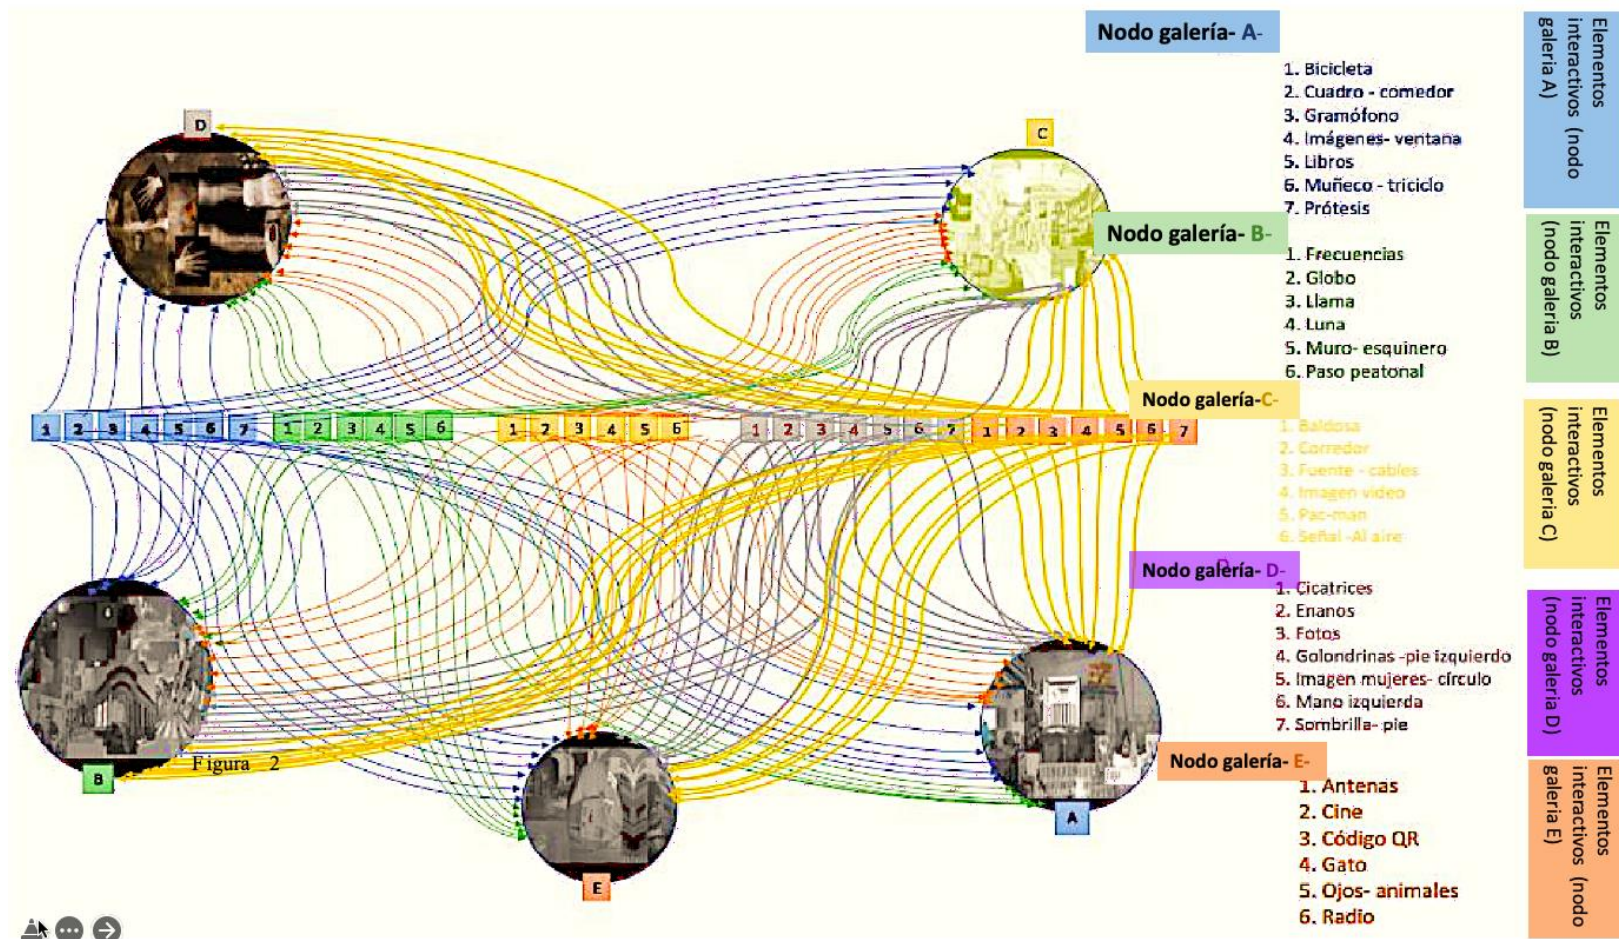 Nodo galería- A-
1. Bicicleta
2. Cuadro - comedor
3. Gramófono
4. Imágenes- ventana
5. Libros
6. Muñeco - triciclo
7. Prótesis
Elementos
interactivos (nodo
galeria A)
Nodo galería- B-
1. Frecuencias
2. Globo
3. Llama
4. Luna
5. Muro- esquinero
6. Paso peatonal
Elementos
interactivos
(nodo galeria B)
Nodo galería-C-
1. Baldosa
2. Corredor
3. Fuente - cables
4. Imagen video
5. Pac-man
6. Señal -Al aire
Elementos
interactivos
(nodo galeria C)
Nodo galería- D-
1. Cicatrices
2. Enanos
3. Fotos
4. Golondrinas -pie izquierdo
5. Imagen mujeres- círculo
6. Mano izquierda
7. Sombrilla- pie
Elementos
interactivos
(nodo galeria D)
Nodo galería- E-
1. Antenas
2. Cine
3. Código QR
4. Gato
5. Ojos- animales
6. Radio
Elementos
interactivos (nodo
galeria E)
D
C
1 2 3 4 5 6 7 1 2 3 4 5 6 1 2 3 4 5 6 1 2 3 4 5 6 7 1 2 3 4 5 6 7
B
Figura 2
E
A